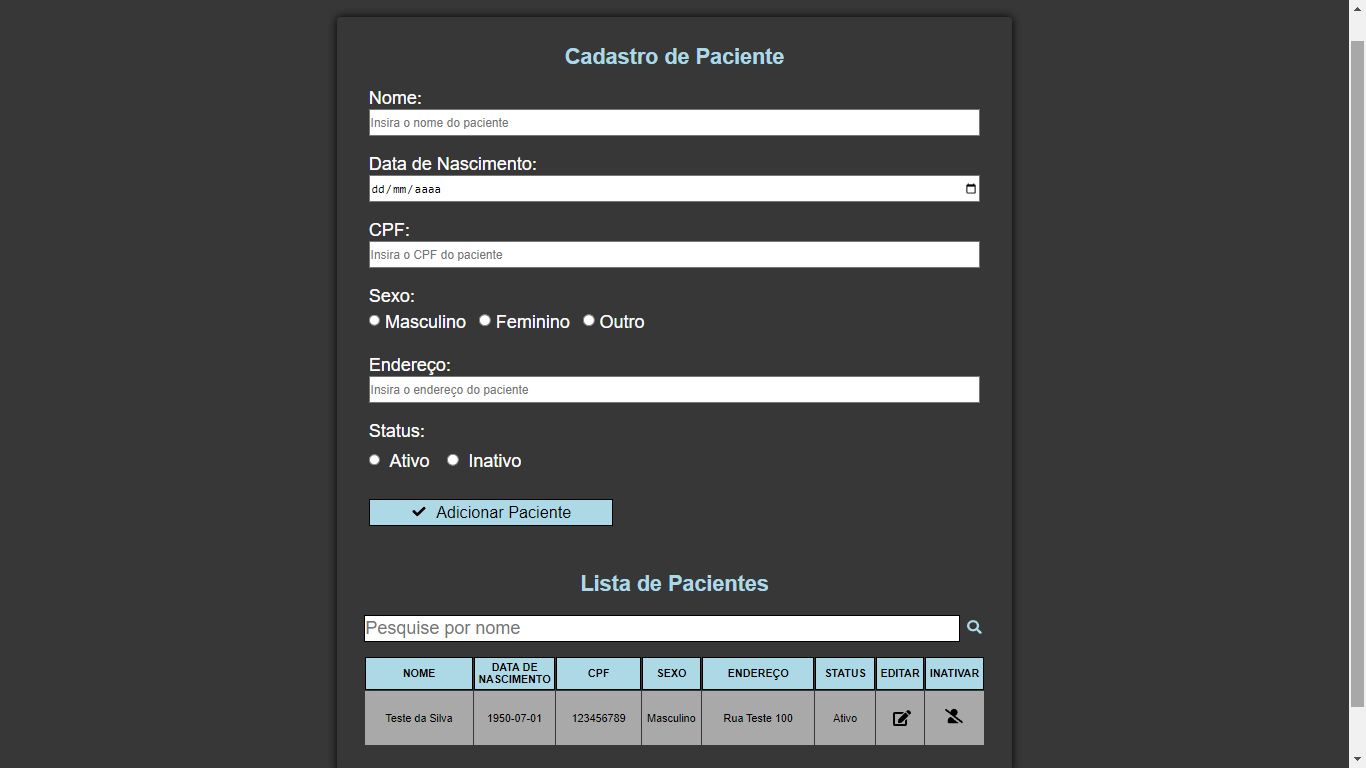 Cadastro de Paciente
Nome:
Insira o nome do paciente
Data de Nascimento:
dd/mm/aaaa
CPF:
Insira o CPF do paciente
Sexo:
Masculino Feminino Outro
Endereço:
Insira o endereço do paciente
Status:
Ativo Inativo
Adicionar Paciente
Lista de Pacientes
Pesquise por nome
NOME DATA DE NASCIMENTO CPF SEXO ENDEREÇO STATUS EDITAR INATIVAR
Teste da Silva 1950-07-01 123456789 Masculino Rua Teste 100 Ativo